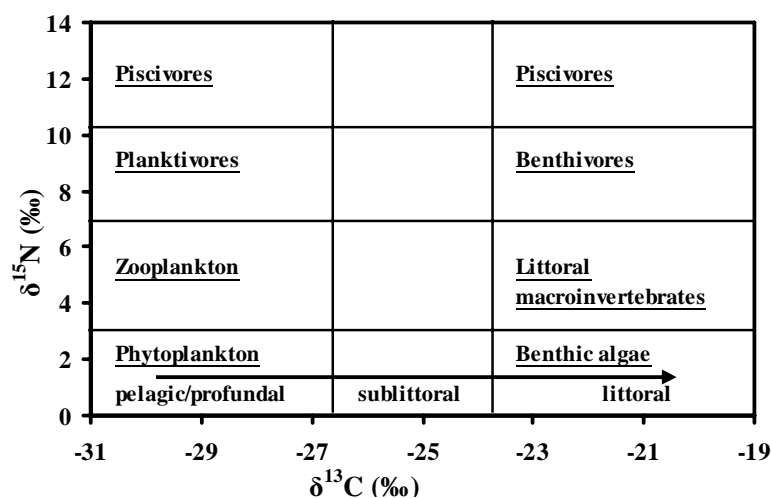 14
Piscivores Piscivores
12
10
Planktivores Benthivores
8
6
Zooplankton Littoral
macroinvertebrates
4
2
Phytoplankton Benthic algae
pelagic/profundal sublittoral littoral
0
-31 -29 -27 -25 -23 -21 -19
δ¹³C (‰)
δ¹⁵N (‰)